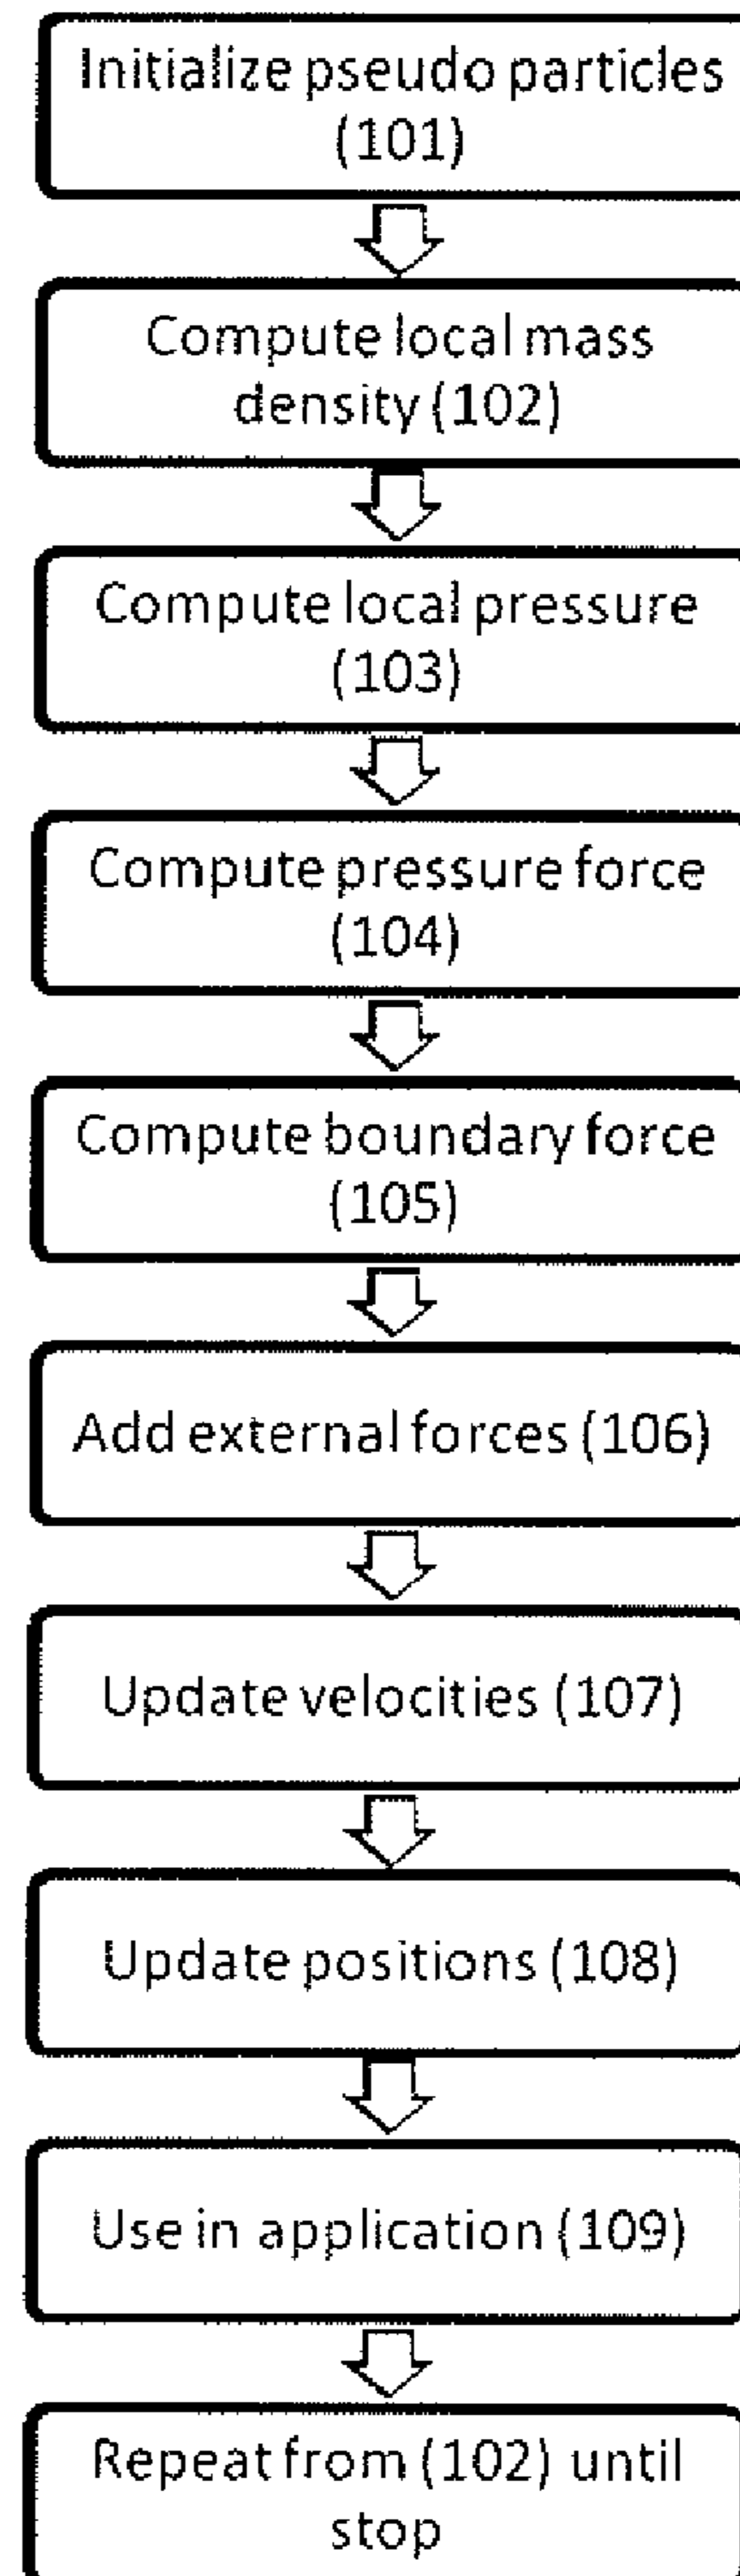 Initialize pseudo particles
(101)
Compute local mass
density (102)
Compute local pressure
(103)
Compute pressure force
(104)
Compute boundary force
(105)
Add external forces (106)
Update velocities (107)
Update positions (108)
Use in application (109)
Repeat from (102) until
stop